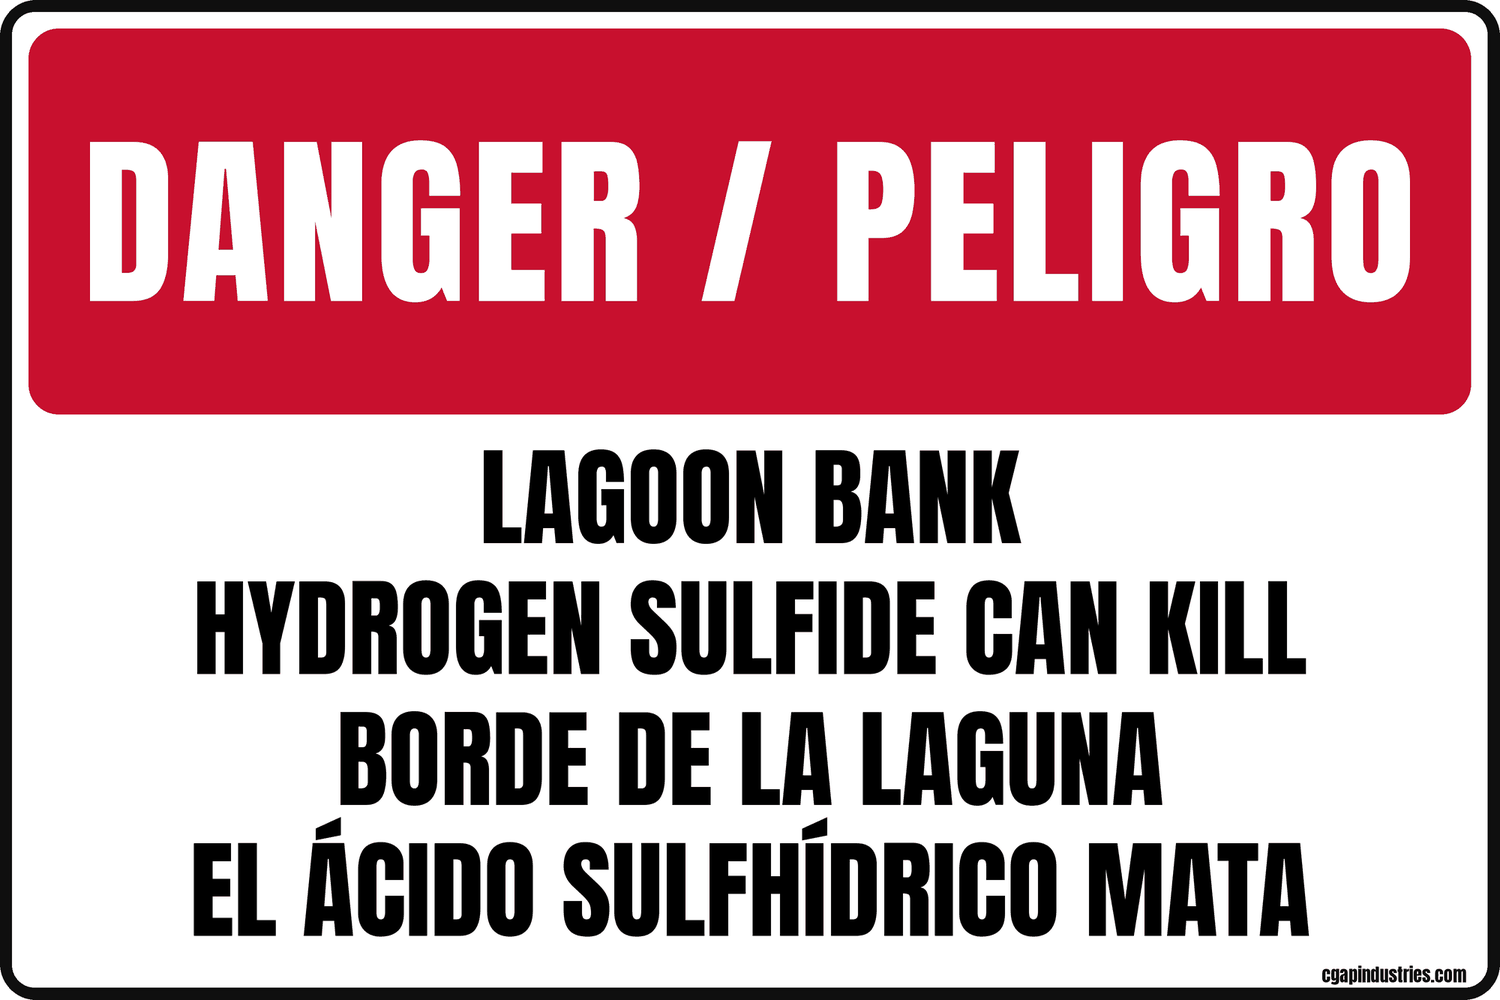 DANGER / PELIGRO
LAGOON BANK
HYDROGEN SULFIDE CAN KILL
BORDE DE LA LAGUNA
EL ÁCIDO SULFHÍDRICO MATA
cgapindustries.com